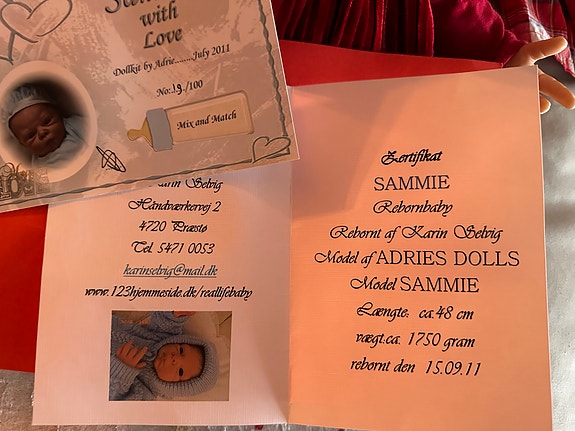 with
Love
Dollkit by Adrie........July 2011
No:19./100
Mix and Match
Karin Selvig
Håndværkervej 2
4720 Præstø
Tel. 5471 0053
karinselvig@mail.dk
www.123hjemmeside.dk/reallifebaby
Zertifikat
SAMMIE
Rebornbaby
Rebornt af Karin Selvig
Model af ADRIES DOLLS
Model SAMMIE
Længte: ca.48 cm
vægt.ca. 1750 gram
rebornt den 15.09.11